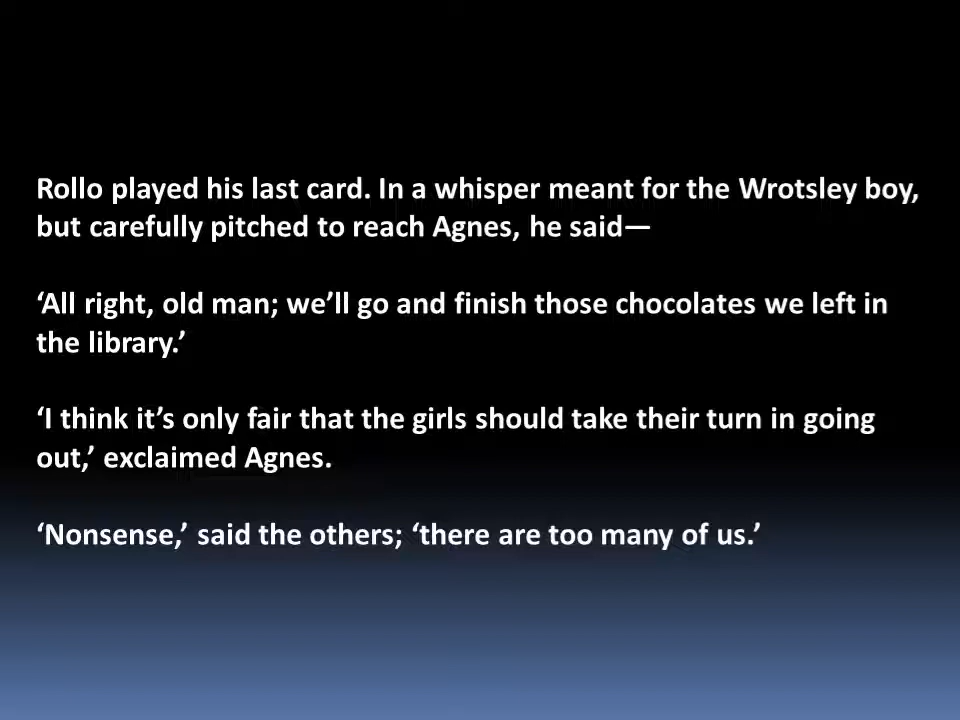 Rollo played his last card. In a whisper meant for the Wrotsley boy,
but carefully pitched to reach Agnes, he said—
‘All right, old man; we’ll go and finish those chocolates we left in
the library.’
‘I think it’s only fair that the girls should take their turn in going
out,’ exclaimed Agnes.
‘Nonsense,’ said the others; ‘there are too many of us.’